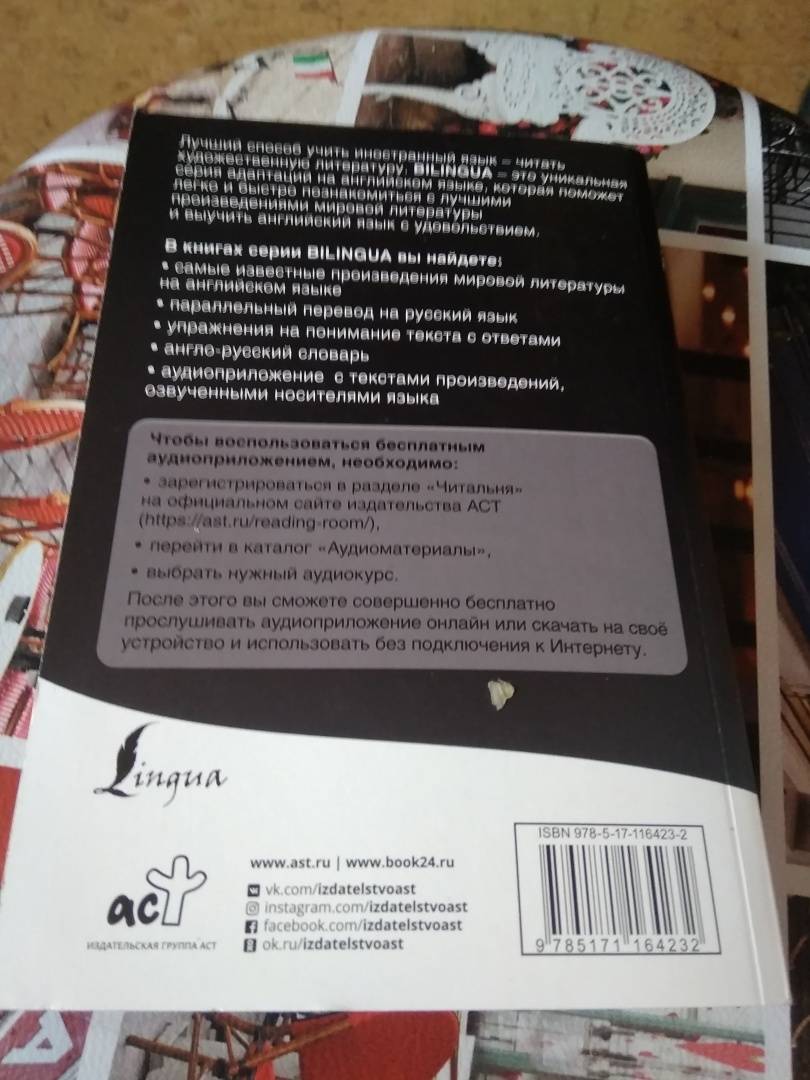 Лучший способ учить иностранный язык – читать
художественную литературу. BILINGUA – это уникальная
серия адаптаций на английском языке, которая поможет
легко и быстро познакомиться с лучшими
произведениями мировой литературы
и выучить английский язык с удовольствием.
В книгах серии BILINGUA вы найдете:
• самые известные произведения мировой литературы
на английском языке
• параллельный перевод на русский язык
• упражнения на понимание текста с ответами
• англо-русский словарь
• аудиоприложение с текстами произведений,
озвученными носителями языка
Чтобы воспользоваться бесплатным
аудиоприложением, необходимо:
• зарегистрироваться в разделе «Читальня»
на официальном сайте издательства АСТ
(https://ast.ru/reading-room/),
• перейти в каталог «Аудиоматериалы»,
• выбрать нужный аудиокурс.
После этого вы сможете совершенно бесплатно
прослушивать аудиоприложение онлайн или скачать на своё
устройство и использовать без подключения к Интернету.
Lingua
аст
ИЗДАТЕЛЬСКАЯ ГРУППА АСТ
www.ast.ru | www.book24.ru
vk.com/izdatelstvoast
instagram.com/izdatelstvoast
facebook.com/izdatelstvoast
ok.ru/izdatelstvoast
ISBN 978-5-17-116423-2
9 785171 164232